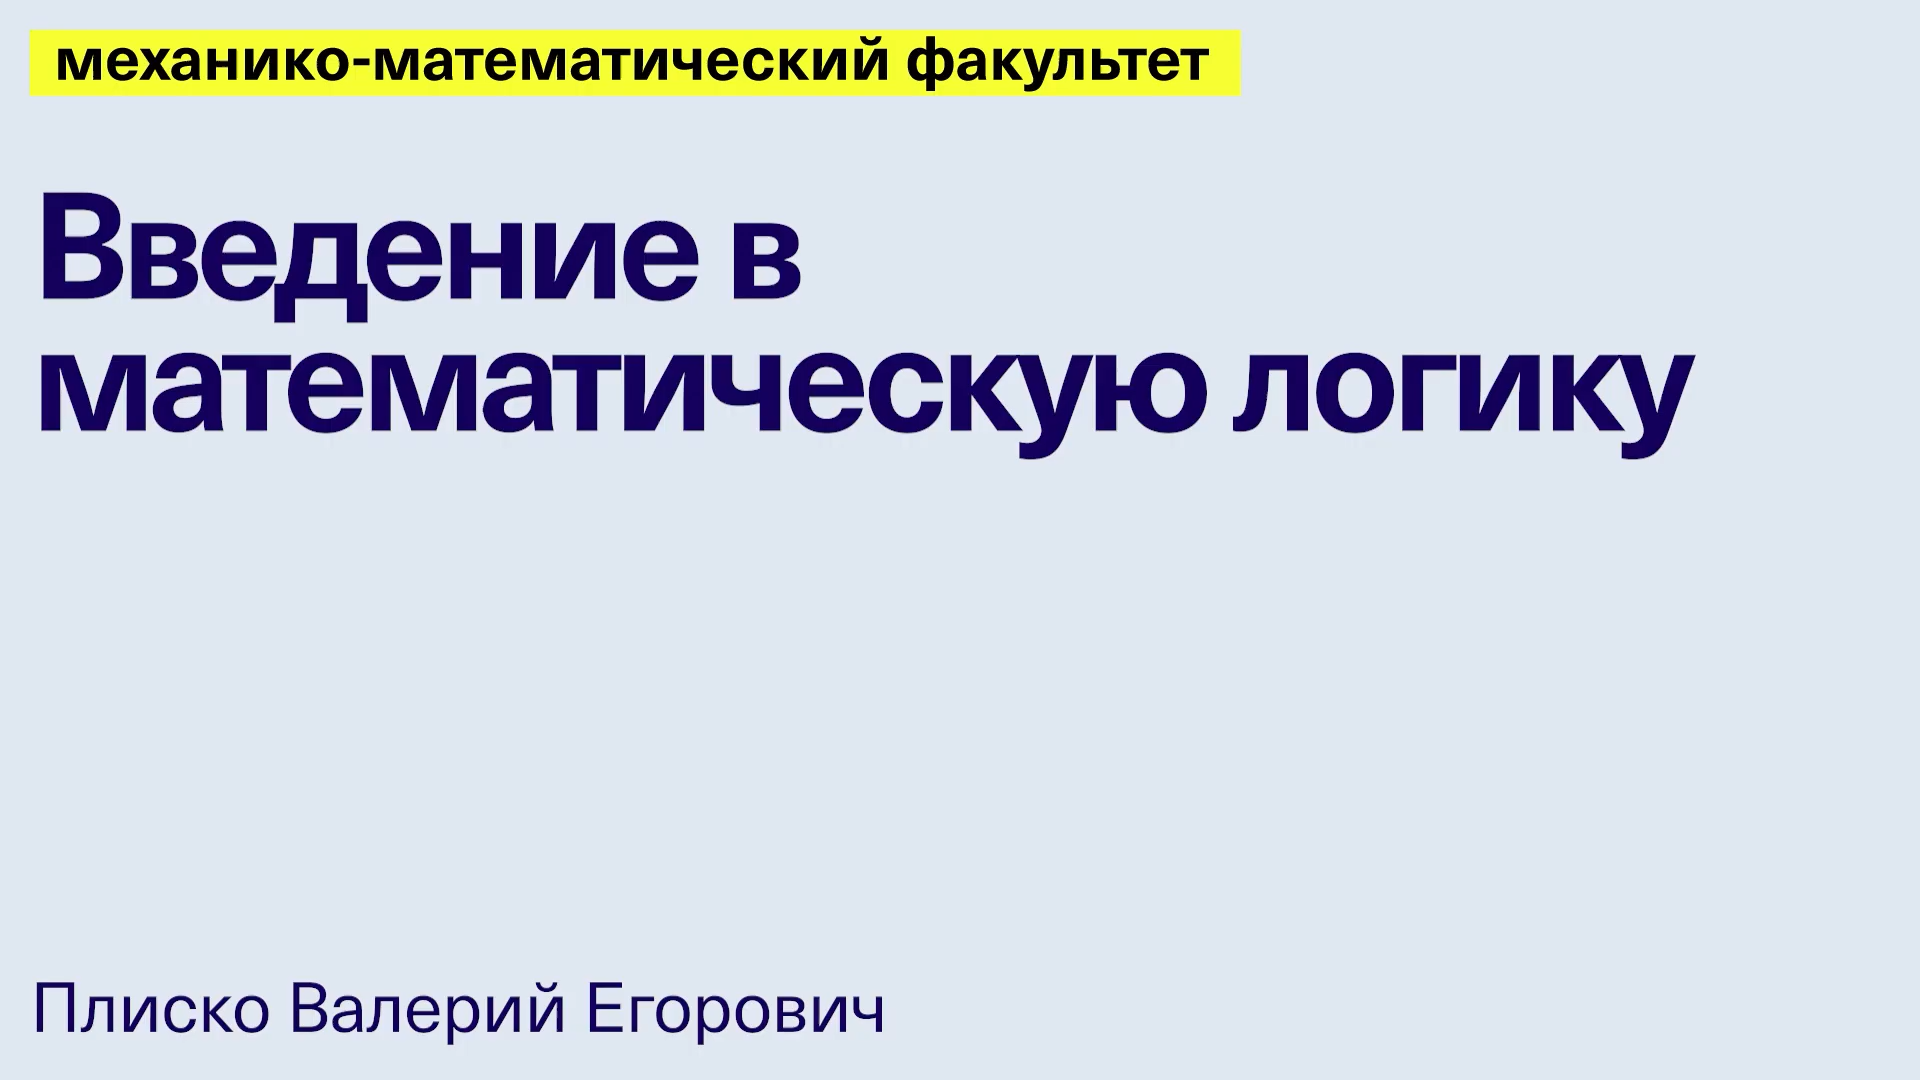 механико-математический факультет
Введение в
математическую логику
Плиско Валерий Егорович